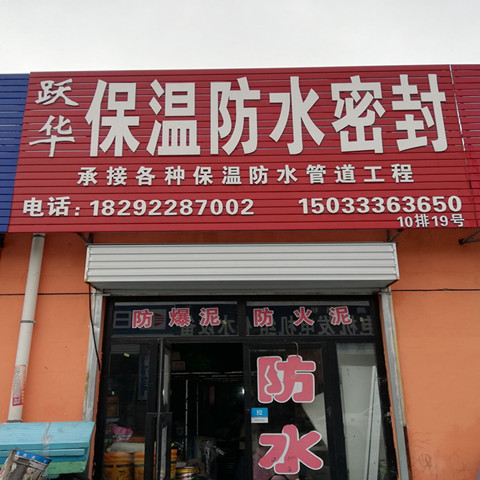 跃华 保温防水密封
承接各种保温防水管道工程
电话:18292287002 15033363650
10排19号
防爆泥 防火泥
防水